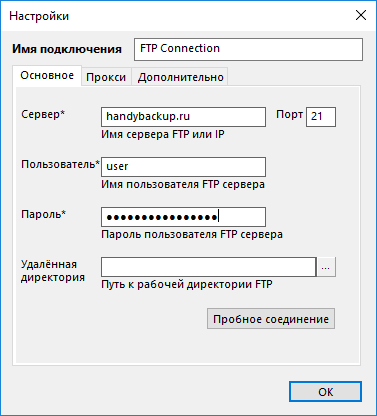 Настройки
Имя подключения FTP Connection
Основное Прокси Дополнительно
Сервер* handybackup.ru Порт 21
Имя сервера FTP или IP
Пользователь* user
Имя пользователя FTP сервера
Пароль* ●●●●●●●●●●●●●●●●
Пароль пользователя FTP сервера
Удалённая
директория ...
Путь к рабочей директории FTP
Пробное соединение
ОК